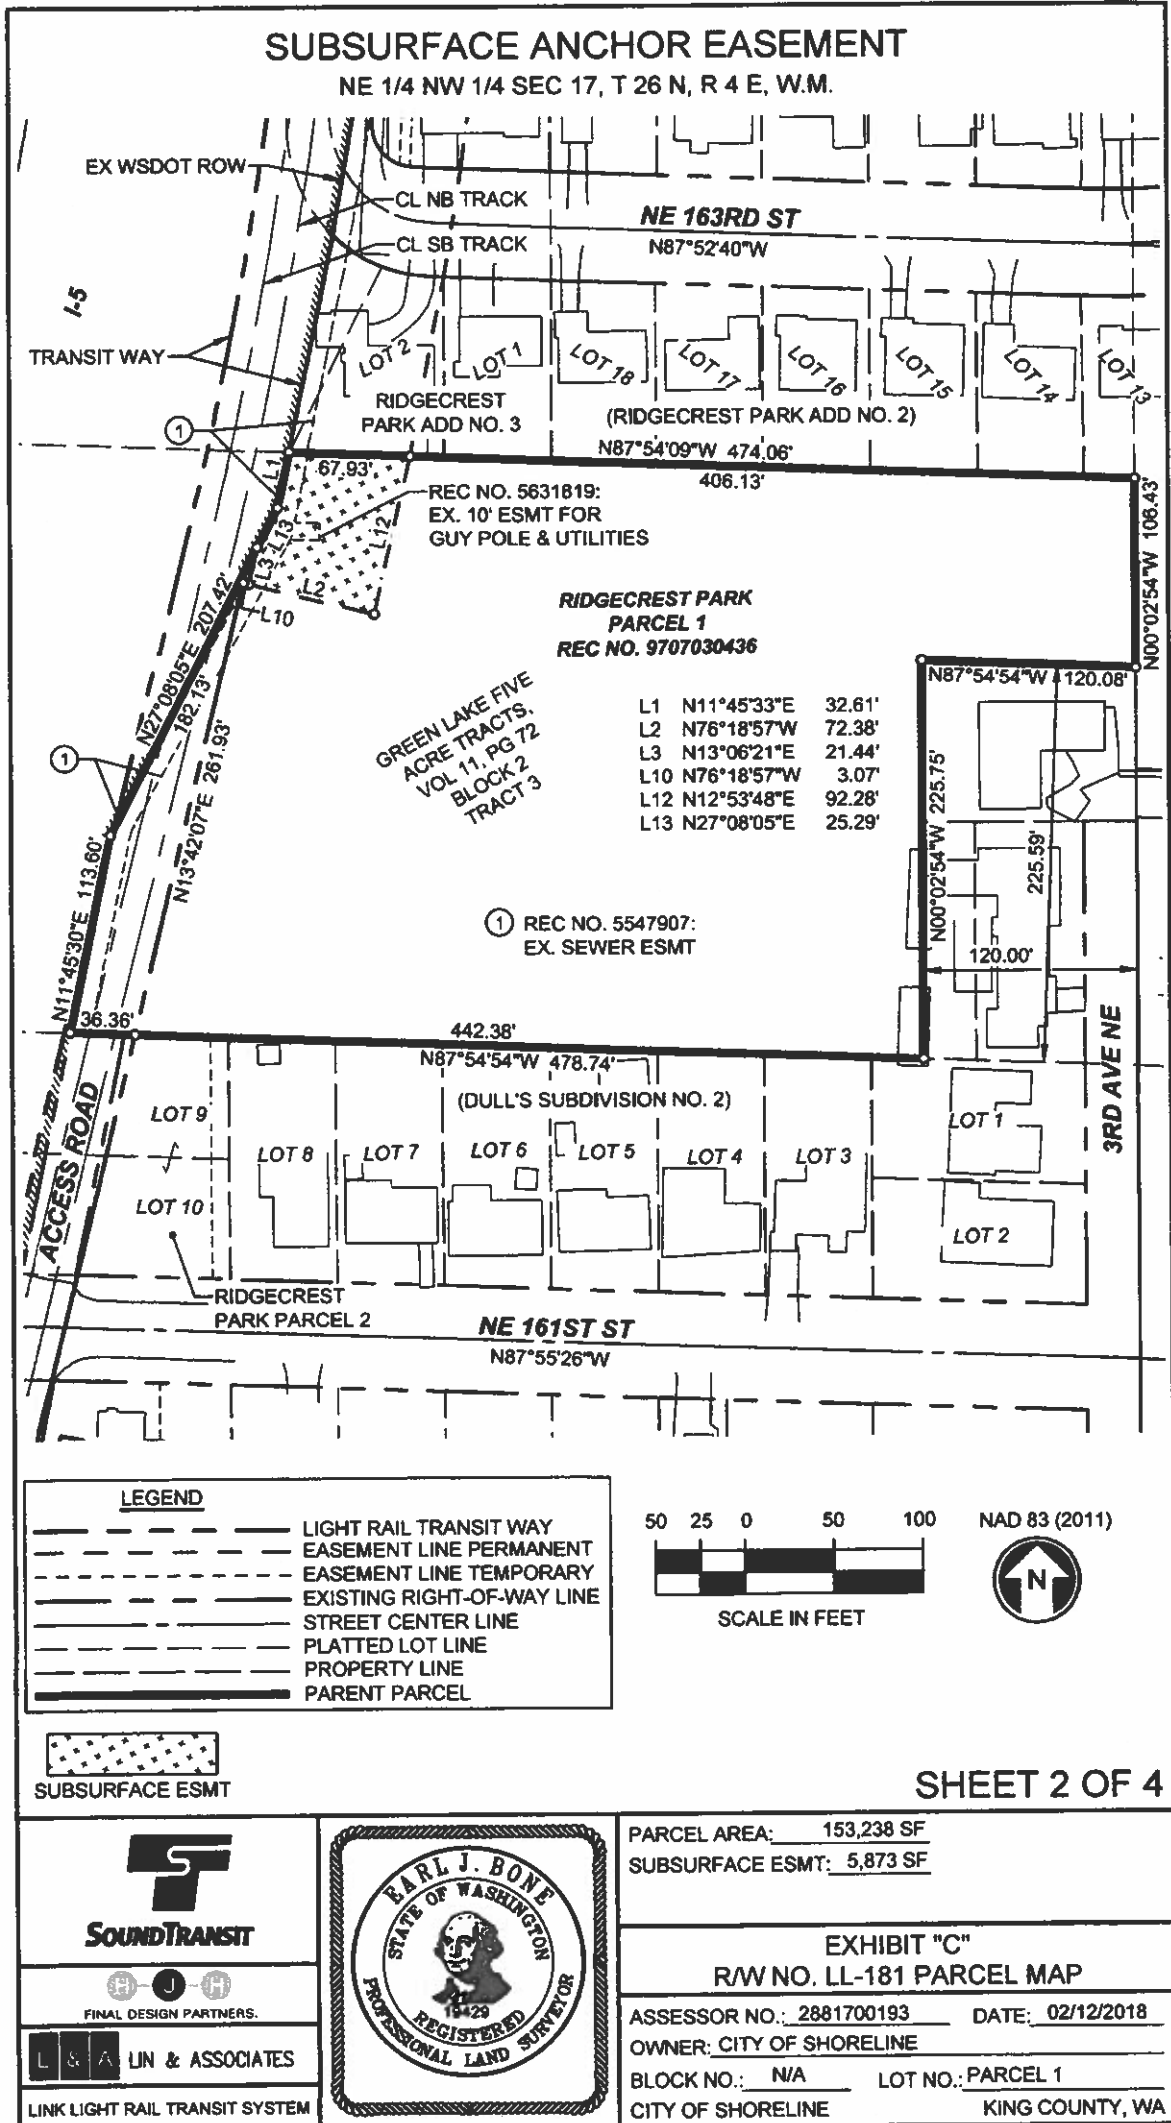 SUBSURFACE ANCHOR EASEMENT
NE 1/4 NW 1/4 SEC 17, T 26 N, R 4 E, W.M.
EX WSDOT ROW
CL NB TRACK
CL SB TRACK
NE 163RD ST
N87°52'40"W
I-5
TRANSIT WAY
LOT 2
LOT 1
LOT 18
LOT 17
LOT 16
LOT 15
LOT 14
LOT 13
RIDGECREST
PARK ADD NO. 3
(RIDGECREST PARK ADD NO. 2)
1
N87°54'09"W 474.06'
L1
67.93'
406.13'
REC NO. 5631819:
EX. 10' ESMT FOR
GUY POLE & UTILITIES
L13
L12
L3
L2
L10
N00°02'54"W 106.43'
RIDGECREST PARK
PARCEL 1
REC NO. 9707030436
N87°54'54"W 120.08'
N27°08'05"E 207.42'
182.13'
N13°42'07"E 261.93'
GREEN LAKE FIVE
ACRE TRACTS,
VOL 11, PG 72
BLOCK 2
TRACT 3
L1 N11°45'33"E 32.61'
L2 N76°18'57"W 72.38'
L3 N13°06'21"E 21.44'
L10 N76°18'57"W 3.07'
L12 N12°53'48"E 92.28'
L13 N27°08'05"E 25.29'
1
N00°02'54"W 225.75'
225.59'
N11°45'30"E 113.60'
1 REC NO. 5547907:
EX. SEWER ESMT
120.00'
36.36'
442.38'
N87°54'54"W 478.74'
(DULL'S SUBDIVISION NO. 2)
3RD AVE NE
ACCESS ROAD
LOT 9
LOT 8
LOT 7
LOT 6
LOT 5
LOT 4
LOT 3
LOT 1
LOT 10
LOT 2
RIDGECREST
PARK PARCEL 2
NE 161ST ST
N87°55'26"W
LEGEND
LIGHT RAIL TRANSIT WAY
EASEMENT LINE PERMANENT
EASEMENT LINE TEMPORARY
EXISTING RIGHT-OF-WAY LINE
STREET CENTER LINE
PLATTED LOT LINE
PROPERTY LINE
PARENT PARCEL
50 25 0 50 100
SCALE IN FEET
NAD 83 (2011)
N
SUBSURFACE ESMT
SHEET 2 OF 4
SOUNDTRANSIT
H J H
FINAL DESIGN PARTNERS.
L & A LIN & ASSOCIATES
LINK LIGHT RAIL TRANSIT SYSTEM
EARL J. BONE
STATE OF WASHINGTON
19429
REGISTERED
PROFESSIONAL LAND SURVEYOR
PARCEL AREA: 153,238 SF
SUBSURFACE ESMT: 5,873 SF
EXHIBIT "C"
R/W NO. LL-181 PARCEL MAP
ASSESSOR NO.: 2881700193 DATE: 02/12/2018
OWNER: CITY OF SHORELINE
BLOCK NO.: N/A LOT NO.: PARCEL 1
CITY OF SHORELINE KING COUNTY, WA